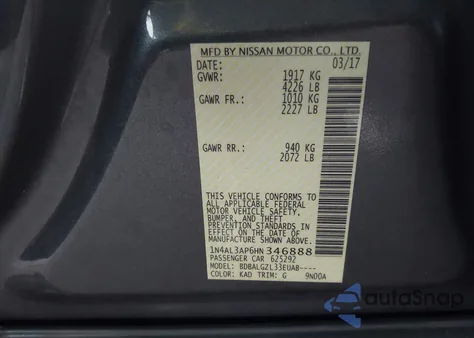 MFD BY NISSAN MOTOR CO., LTD.
DATE: 03/17
GVWR: 1917 KG
4226 LB
GAWR FR.: 1010 KG
2227 LB
GAWR RR.: 940 KG
2072 LB
THIS VEHICLE CONFORMS TO
ALL APPLICABLE FEDERAL
MOTOR VEHICLE SAFETY,
BUMPER, AND THEFT
PREVENTION STANDARDS IN
EFFECT ON THE DATE OF
MANUFACTURE SHOWN ABOVE.
1N4AL3AP6HN346888
PASSENGER CAR 625292
MODEL: BDBALGZL33EUAB----
COLOR: KAD TRIM: G 9N00A
autoSnap